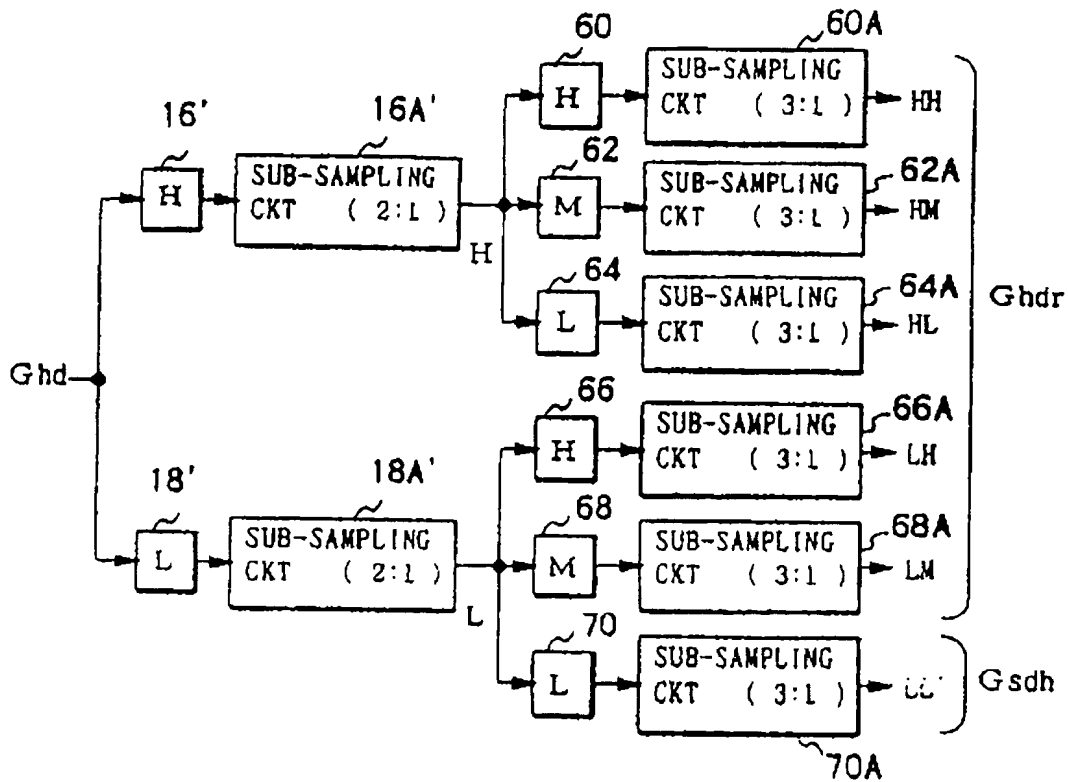 60
60A
H
SUB-SAMPLING
CKT ( 3:1 )
HH
16'
16A'
H
SUB-SAMPLING
CKT ( 2:1 )
H
62
M
SUB-SAMPLING
CKT ( 3:1 )
62A
HM
64
L
SUB-SAMPLING
CKT ( 3:1 )
64A
HL
Ghdr
Ghd
66
H
SUB-SAMPLING
CKT ( 3:1 )
66A
LH
18'
18A'
L
SUB-SAMPLING
CKT ( 2:1 )
L
68
M
SUB-SAMPLING
CKT ( 3:1 )
68A
LM
70
L
SUB-SAMPLING
CKT ( 3:1 )
70A
Gsdh